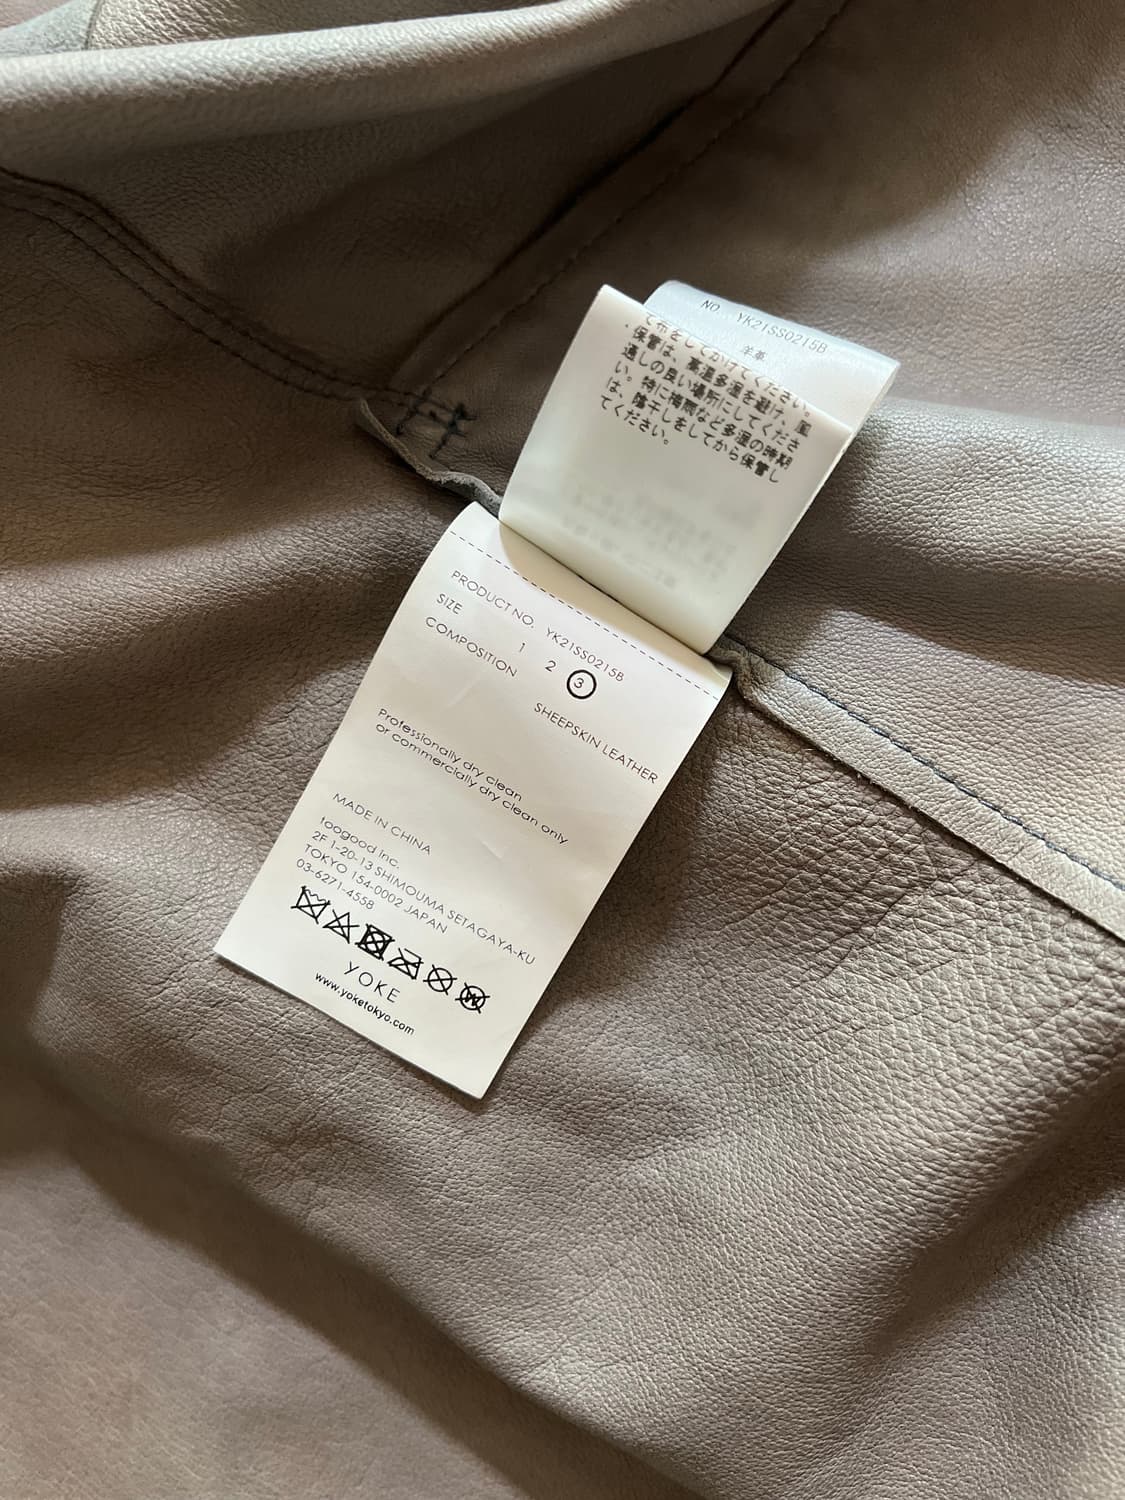 NO. YK21SS0215B
羊革
て布をしてかけてください。
・保管は、高温多湿を避け、風
通しの良い場所にしてくださ
い。特に梅雨など多湿の時期
は、陰干しをしてから保管し
てください。
PRODUCT NO. YK21SS0215B
SIZE 1 2 3
COMPOSITION
SHEEPSKIN LEATHER
Professionally dry clean
or commercially dry clean only
MADE IN CHINA
toogood Inc.
2F 1-20-13 SHIMOUMA SETAGAYA-KU
TOKYO 154-0002 JAPAN
03-6271-4558
W
YOKE
www.yoketokyo.com